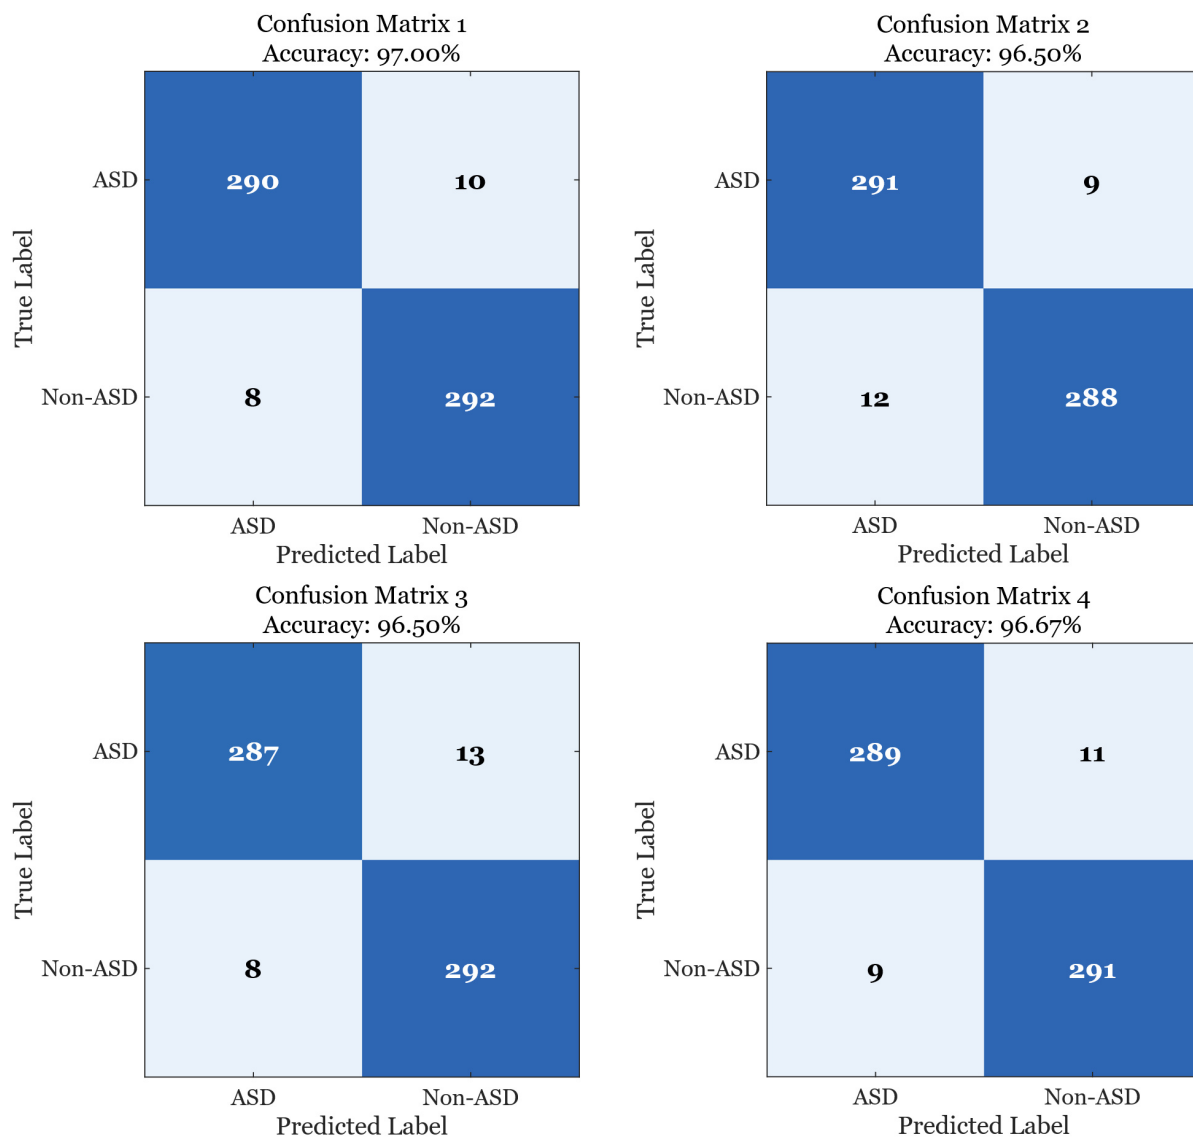 Confusion Matrix 1
Accuracy: 97.00%
True Label
ASD
290
10
Non-ASD
8
292
ASD
Non-ASD
Predicted Label
Confusion Matrix 2
Accuracy: 96.50%
True Label
ASD
291
9
Non-ASD
12
288
ASD
Non-ASD
Predicted Label
Confusion Matrix 3
Accuracy: 96.50%
True Label
ASD
287
13
Non-ASD
8
292
ASD
Non-ASD
Predicted Label
Confusion Matrix 4
Accuracy: 96.67%
True Label
ASD
289
11
Non-ASD
9
291
ASD
Non-ASD
Predicted Label